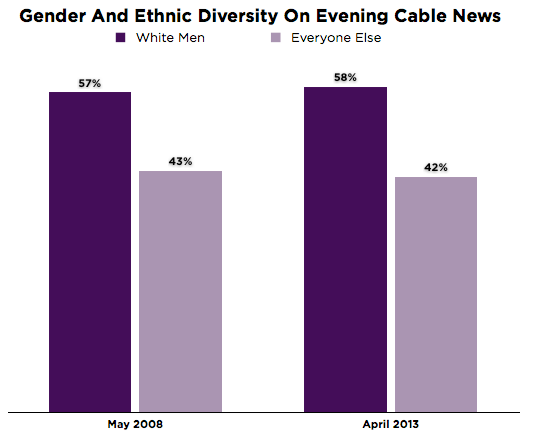 Gender And Ethnic Diversity On Evening Cable News
White Men Everyone Else
57%
43%
58%
42%
May 2008 April 2013